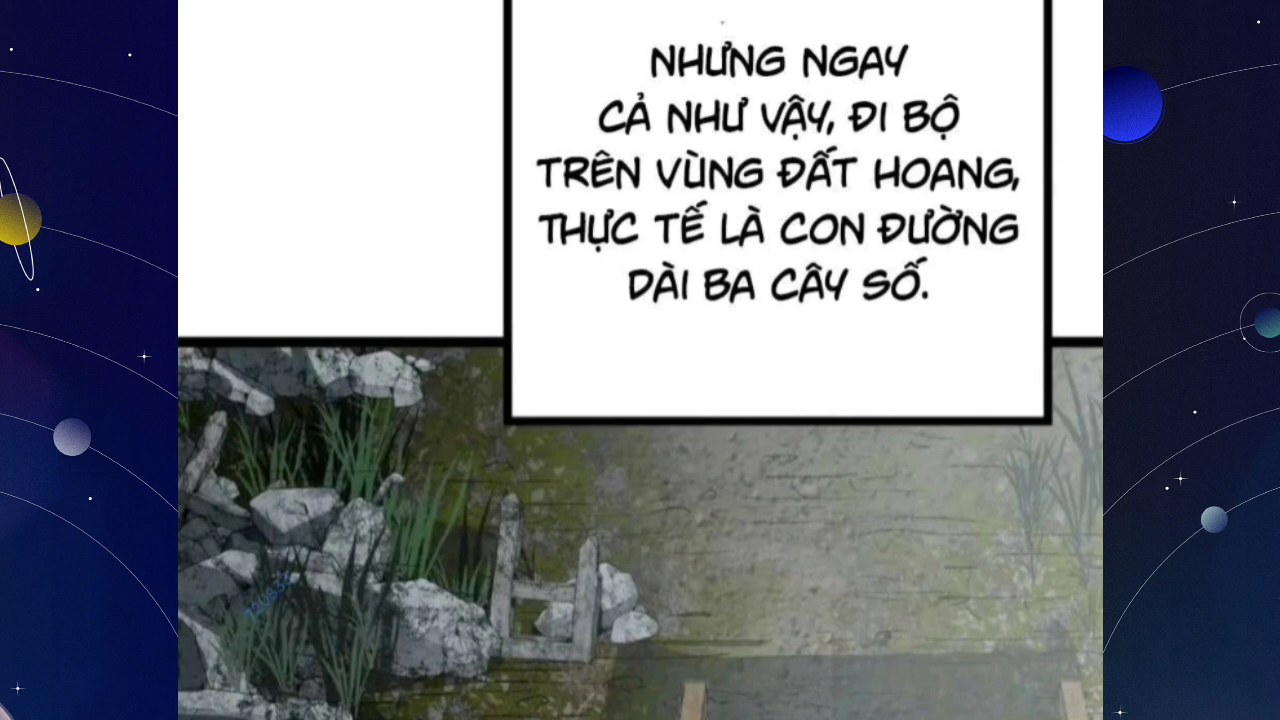 NHƯNG NGAY
CẢ NHƯ VẬY, ĐI BỘ
TRÊN VÙNG ĐẤT HOANG,
THỰC TẾ LÀ CON ĐƯỜNG
DÀI BA CÂY SỐ.